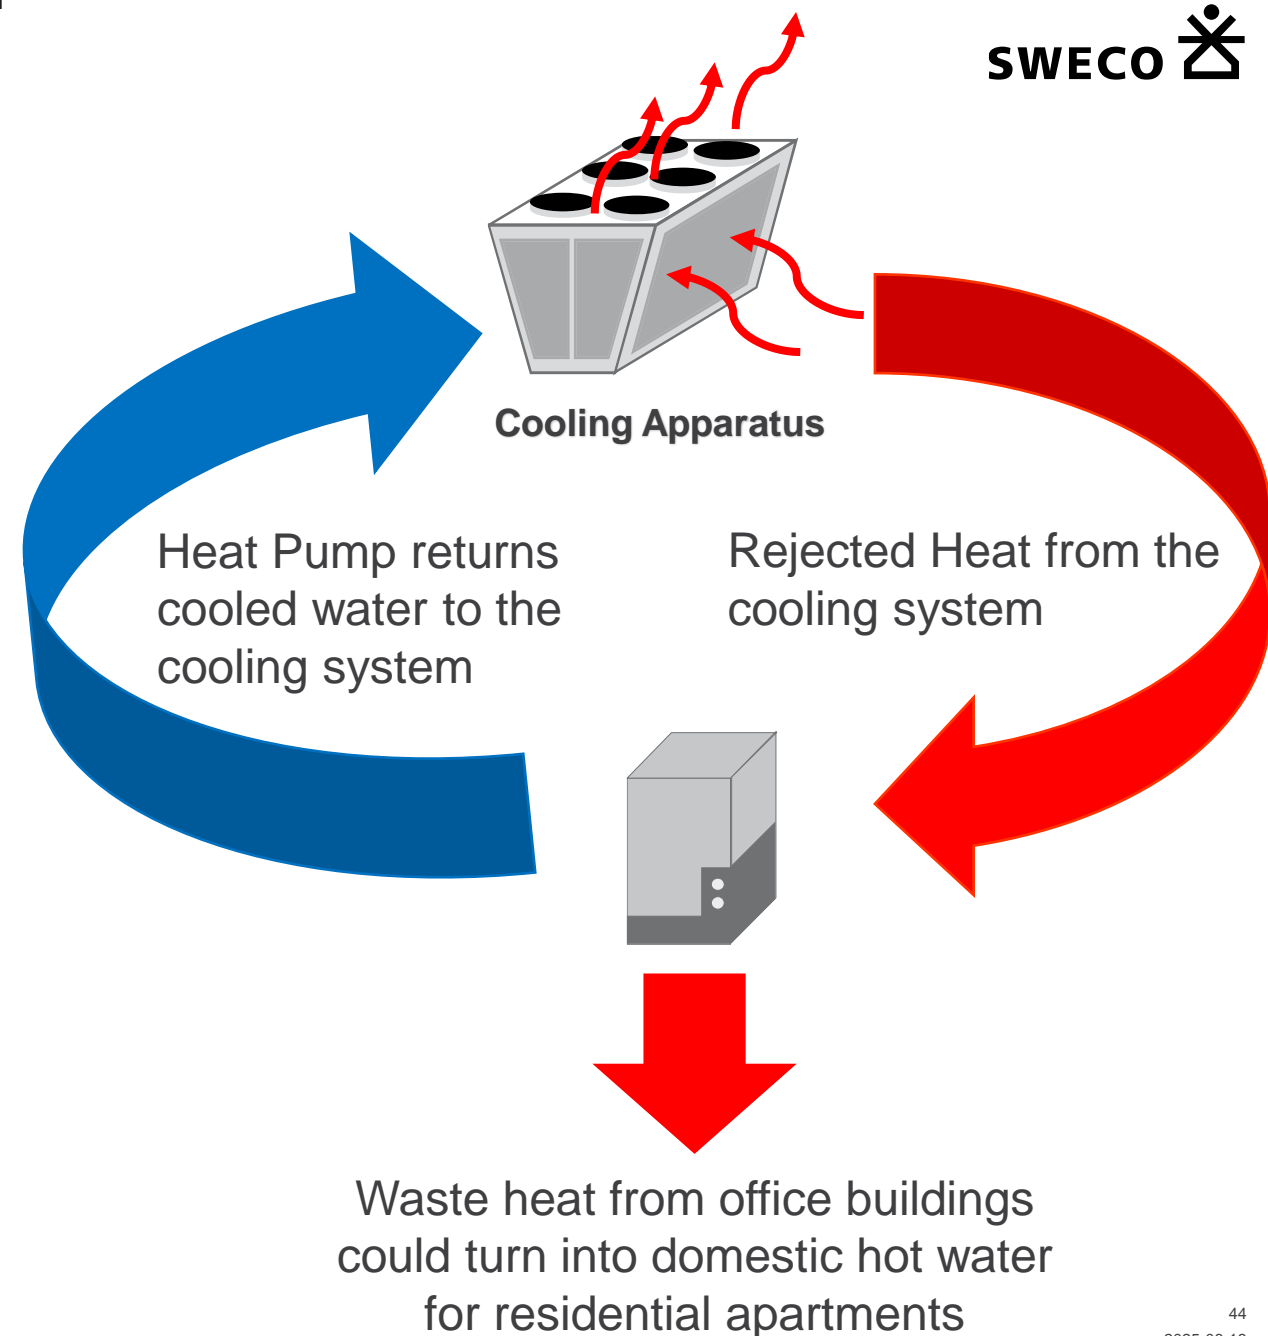 SWECO
Cooling Apparatus
Heat Pump returns
cooled water to the
cooling system
Rejected Heat from the
cooling system
Waste heat from office buildings
could turn into domestic hot water
for residential apartments
44